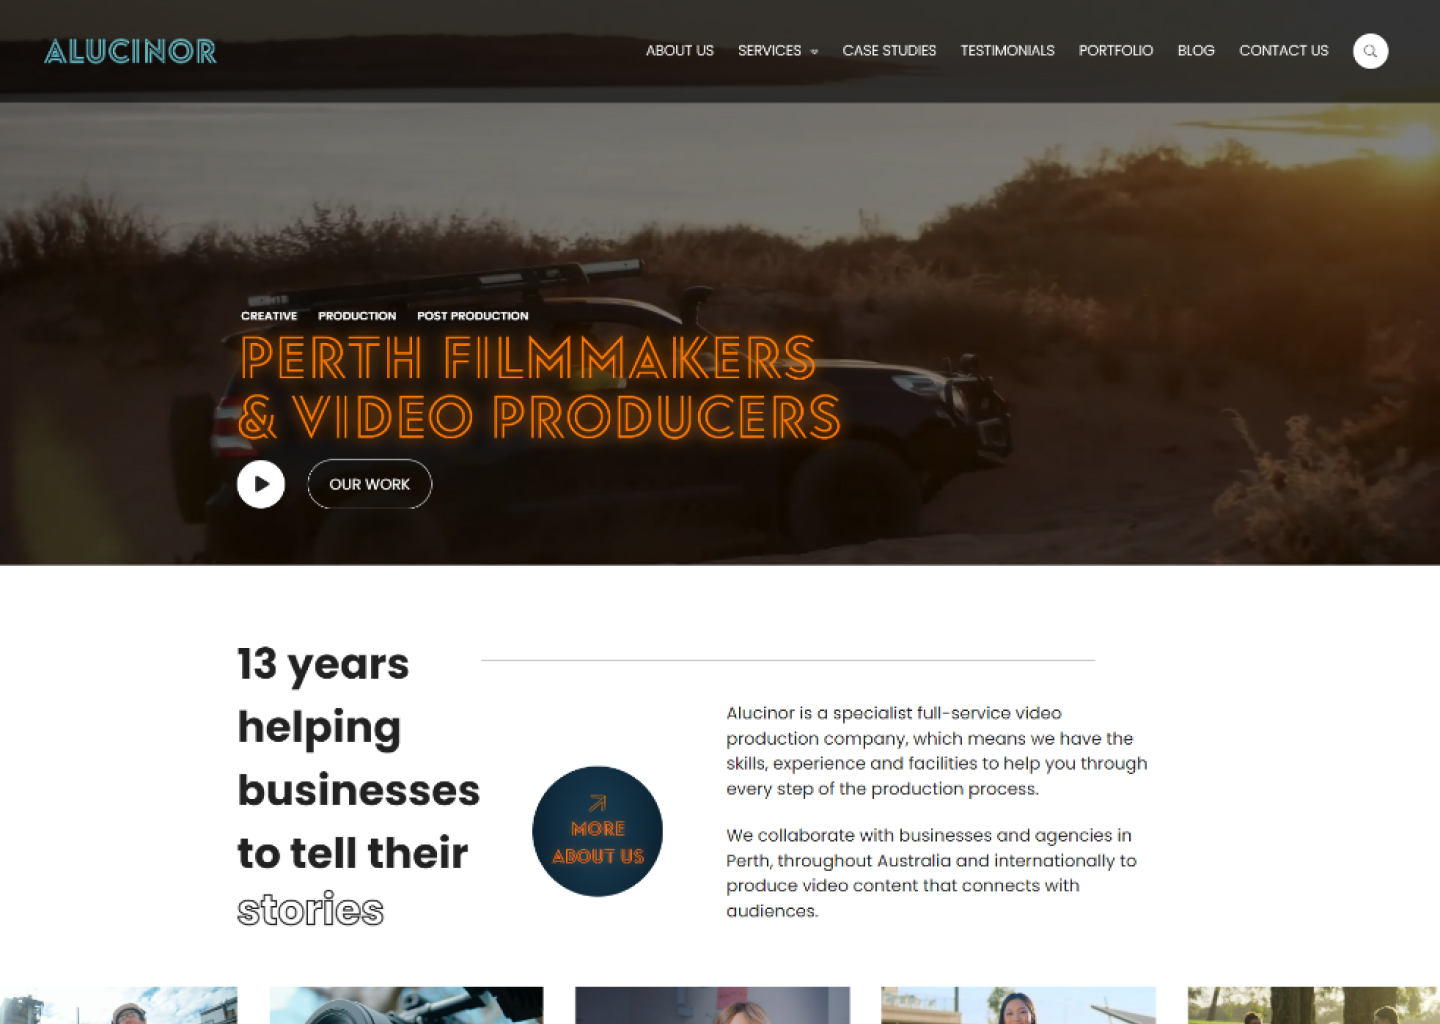 ALUCINOR
ABOUT US SERVICES CASE STUDIES TESTIMONIALS PORTFOLIO BLOG CONTACT US
CREATIVE PRODUCTION POST PRODUCTION
PERTH FILMMAKERS
& VIDEO PRODUCERS
OUR WORK
13 years
helping
businesses
to tell their
stories
MORE
ABOUT US
Alucinor is a specialist full-service video
production company, which means we have the
skills, experience and facilities to help you through
every step of the production process.
We collaborate with businesses and agencies in
Perth, throughout Australia and internationally to
produce video content that connects with
audiences.